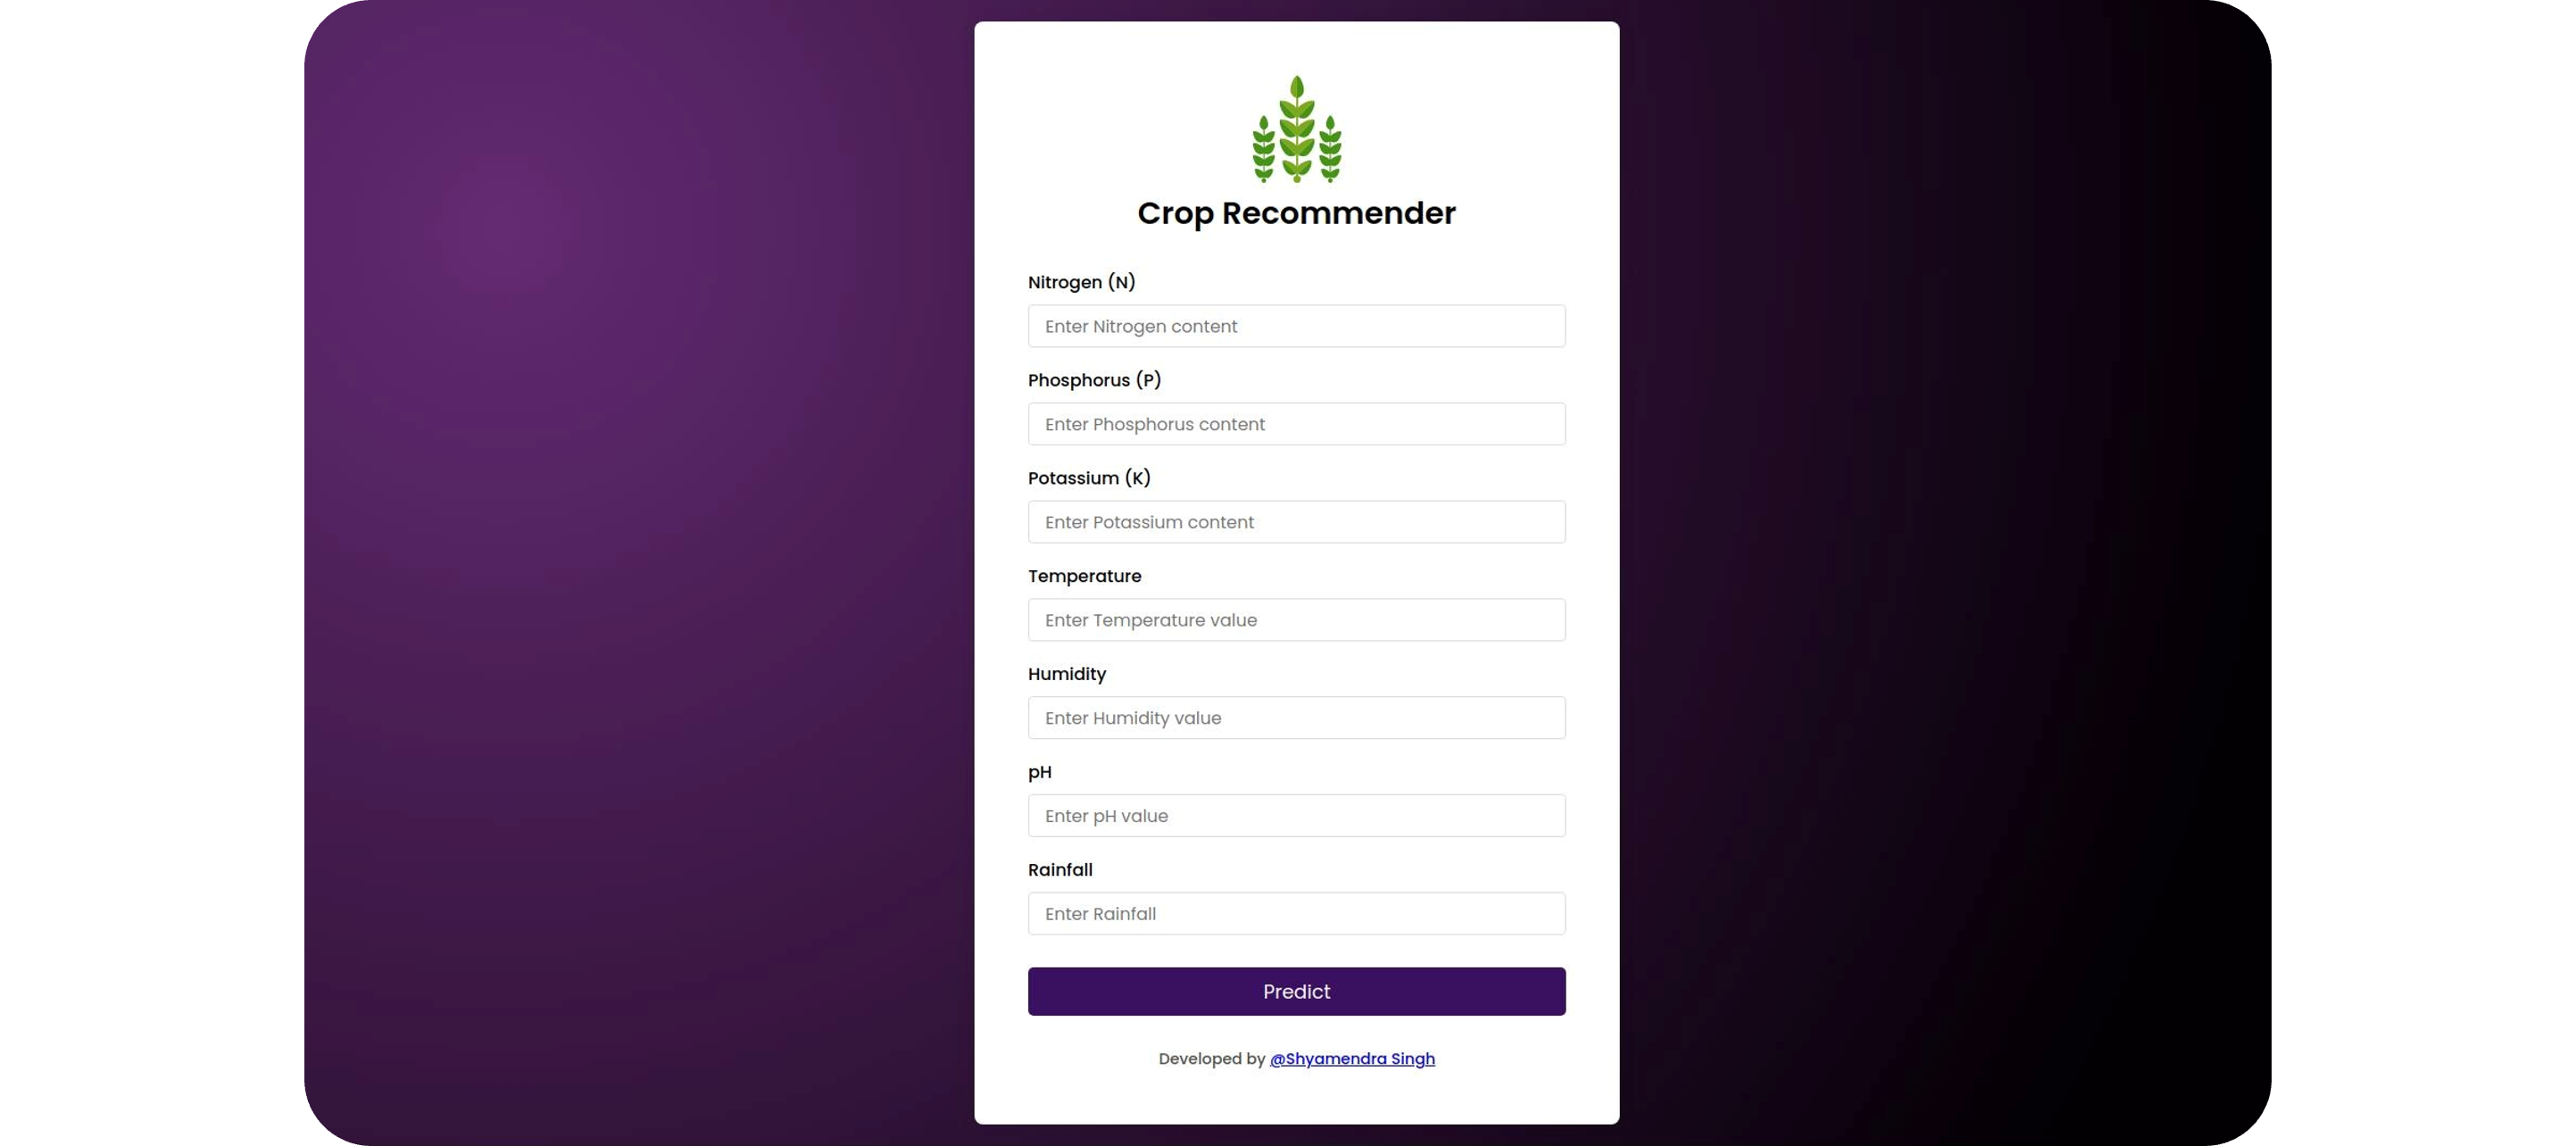 Crop Recommender
Nitrogen (N)
Enter Nitrogen content
Phosphorus (P)
Enter Phosphorus content
Potassium (K)
Enter Potassium content
Temperature
Enter Temperature value
Humidity
Enter Humidity value
pH
Enter pH value
Rainfall
Enter Rainfall
Predict
Developed by @Shyamendra Singh